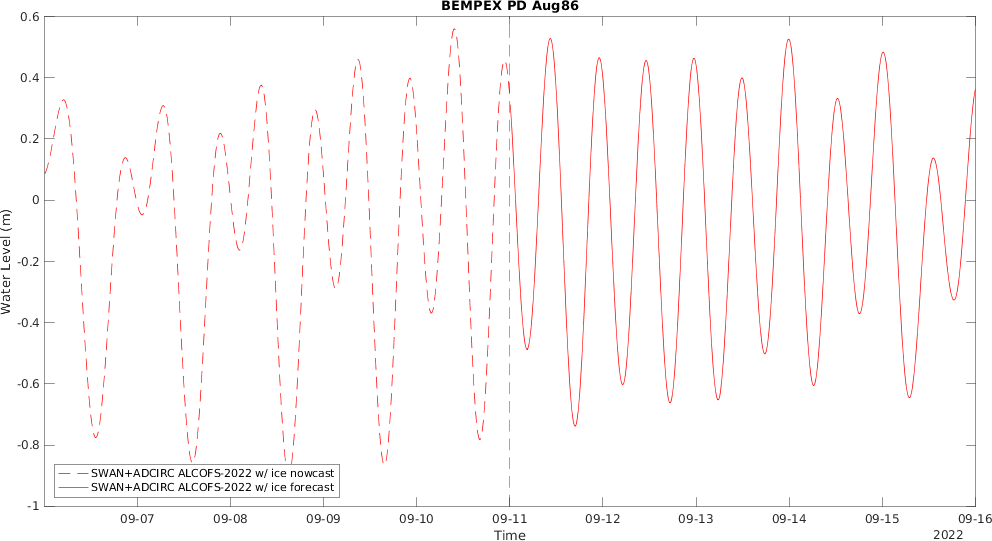 BEMPEX PD Aug86
0.6
0.4
0.2
0
-0.2
-0.4
-0.6
-0.8
-1
Water Level (m)
SWAN+ADCIRC ALCOFS-2022 w/ ice nowcast
SWAN+ADCIRC ALCOFS-2022 w/ ice forecast
09-07 09-08 09-09 09-10 09-11 09-12 09-13 09-14 09-15 09-16
Time
2022